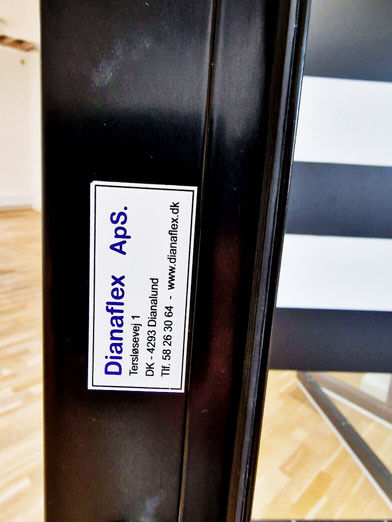 Dianaflex ApS.
Tersløsevej 1
DK - 4293 Dianalund
Tlf. 58 26 30 64 - www.dianaflex.dk